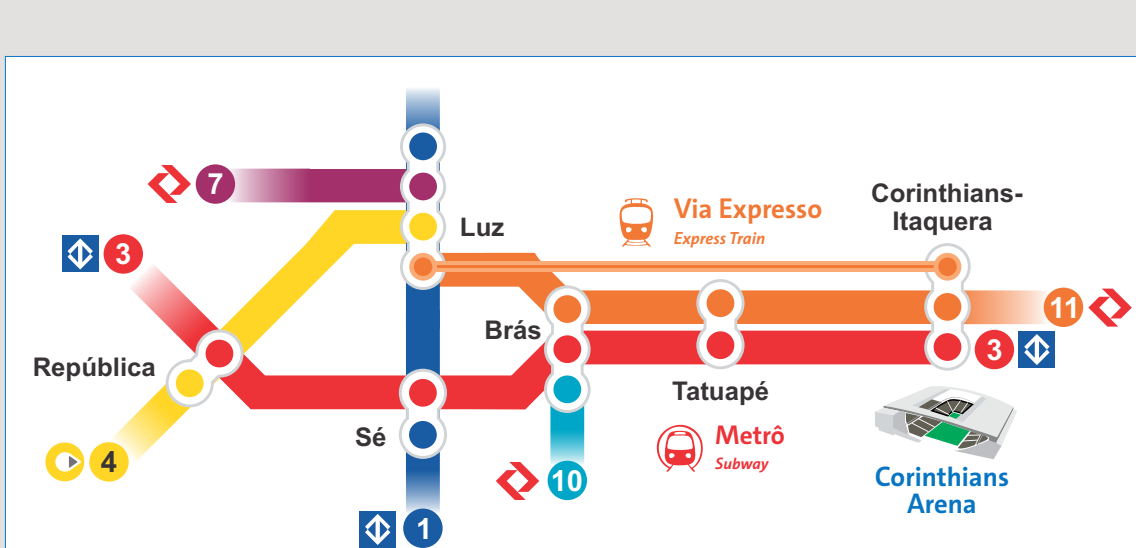 7
Luz
Via Expresso
Express Train
Corinthians-
Itaquera
3
11
República
Brás
3
Tatuapé
Sé
Metrô
Subway
4
10
Corinthians
Arena
1